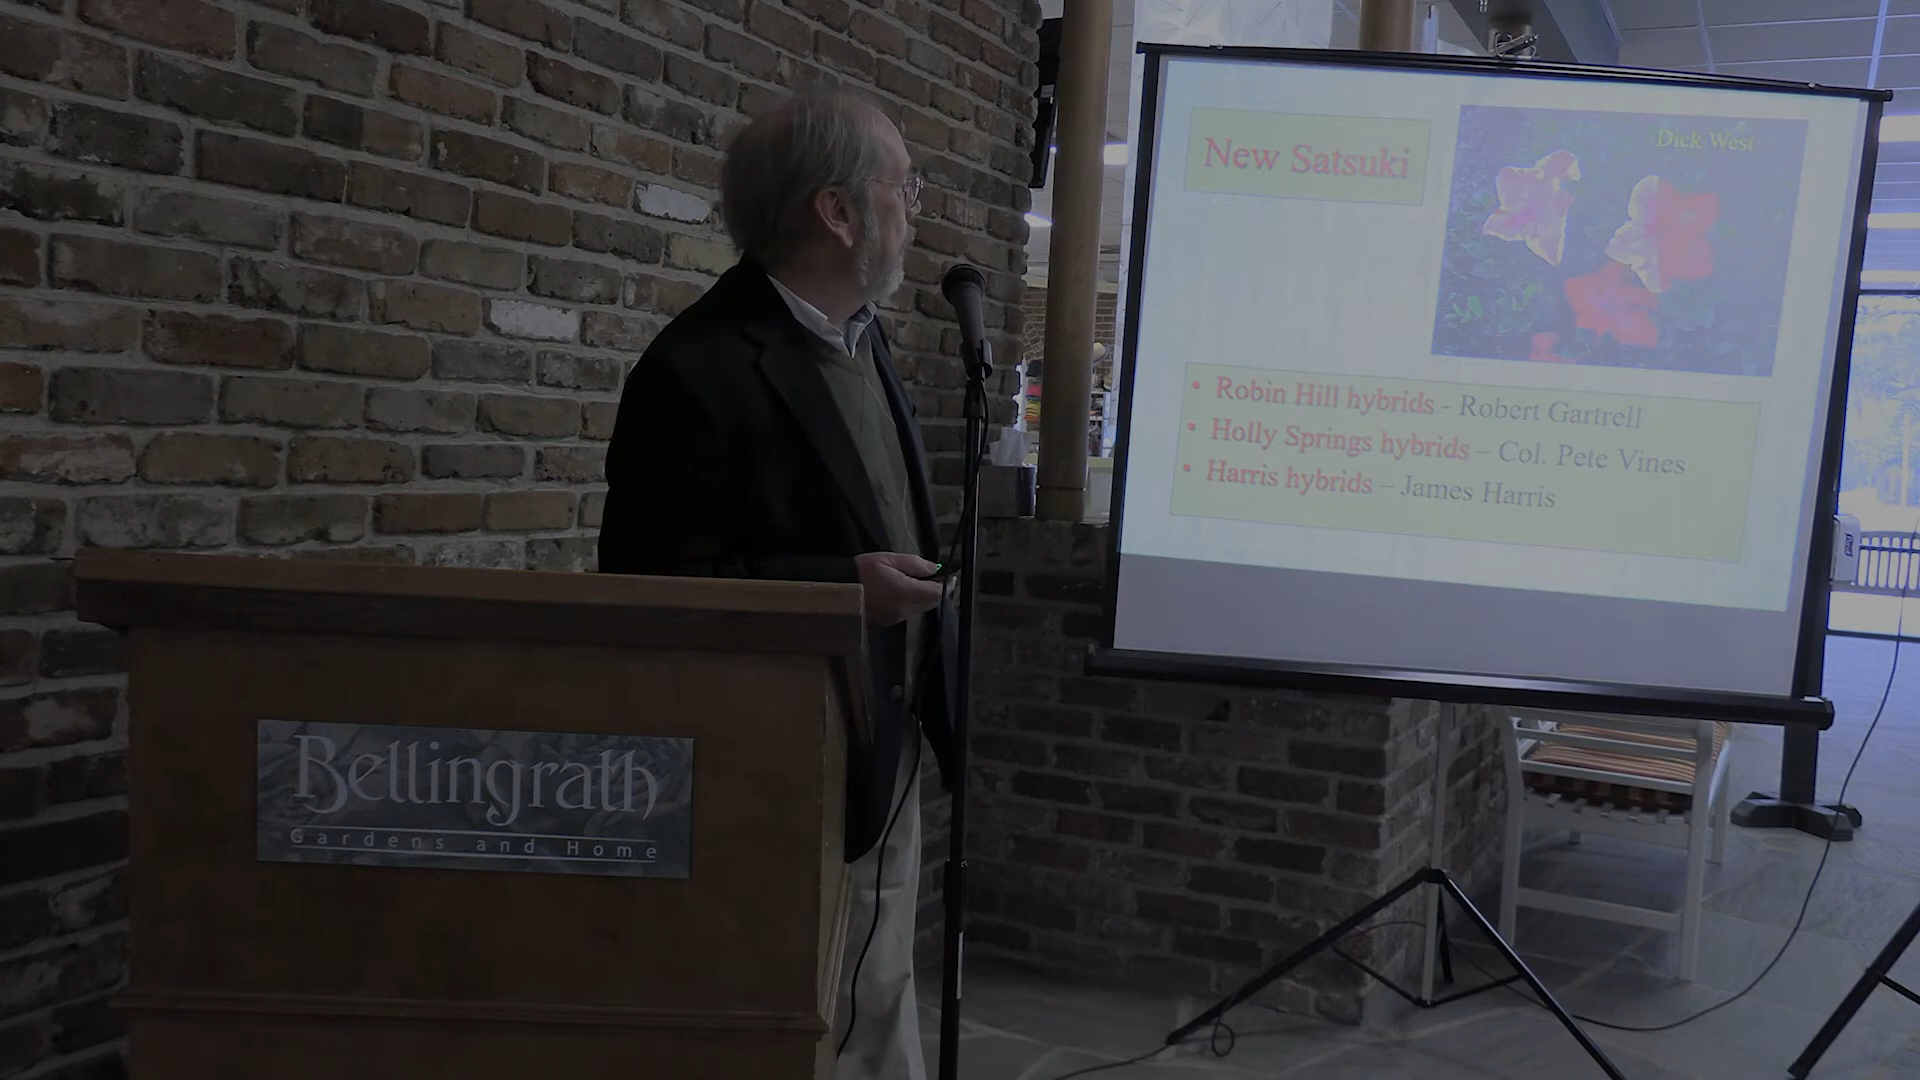 New Satsuki
Dick West
• Robin Hill hybrids - Robert Gartrell
• Holly Springs hybrids – Col. Pete Vines
• Harris hybrids – James Harris
Bellingrath
Gardens and Home